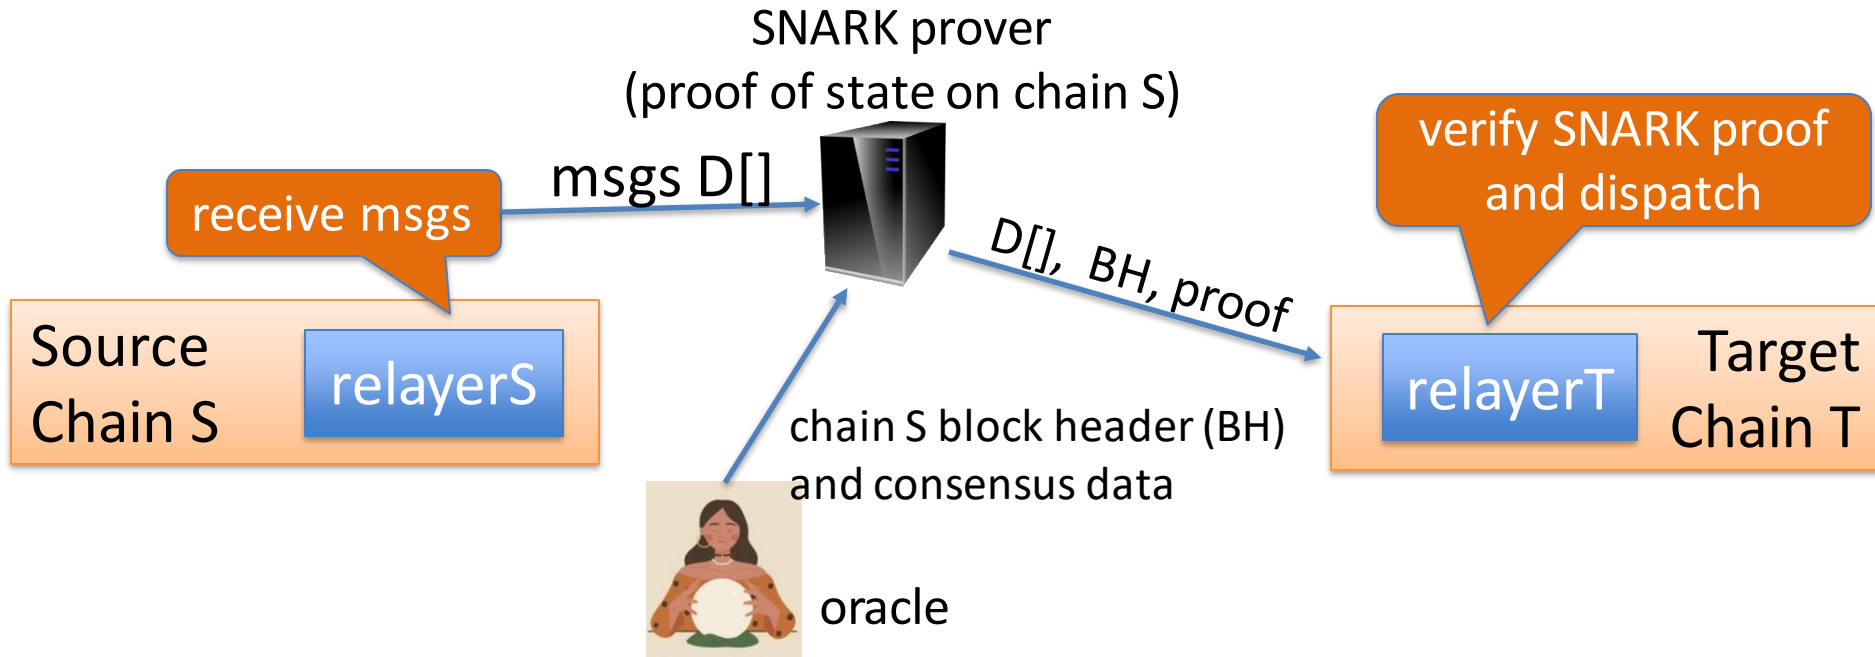 SNARK prover
(proof of state on chain S)
receive msgs
msgs D[]
verify SNARK proof
and dispatch
D[], BH, proof
Source
Chain S
relayerS
relayerT
Target
Chain T
chain S block header (BH)
and consensus data
oracle